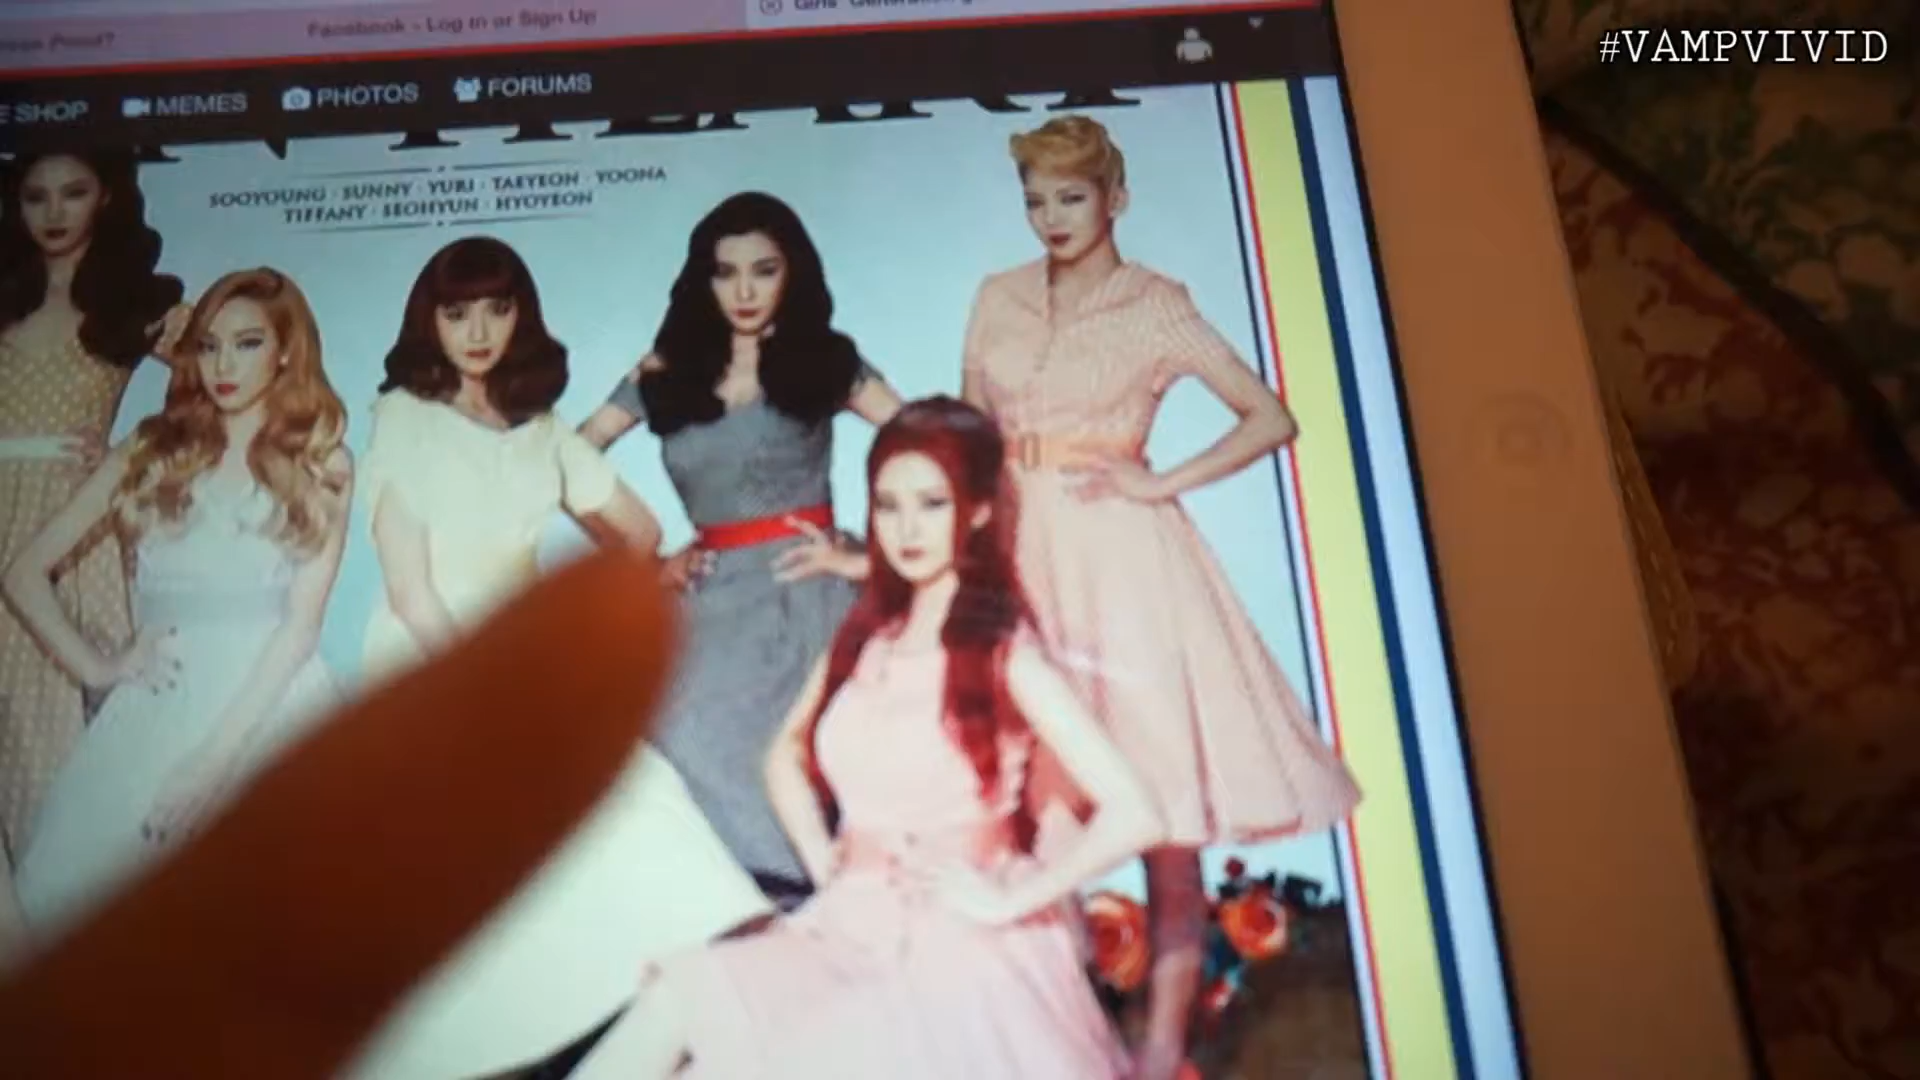 #VAMPVIVID
Facebook - Log In or Sign Up
E SHOP MEMES PHOTOS FORUMS
SOOYOUNG · SUNNY · YURI · TAEYEON · YOONA
TIFFANY · SEOHYUN · HYOYEON